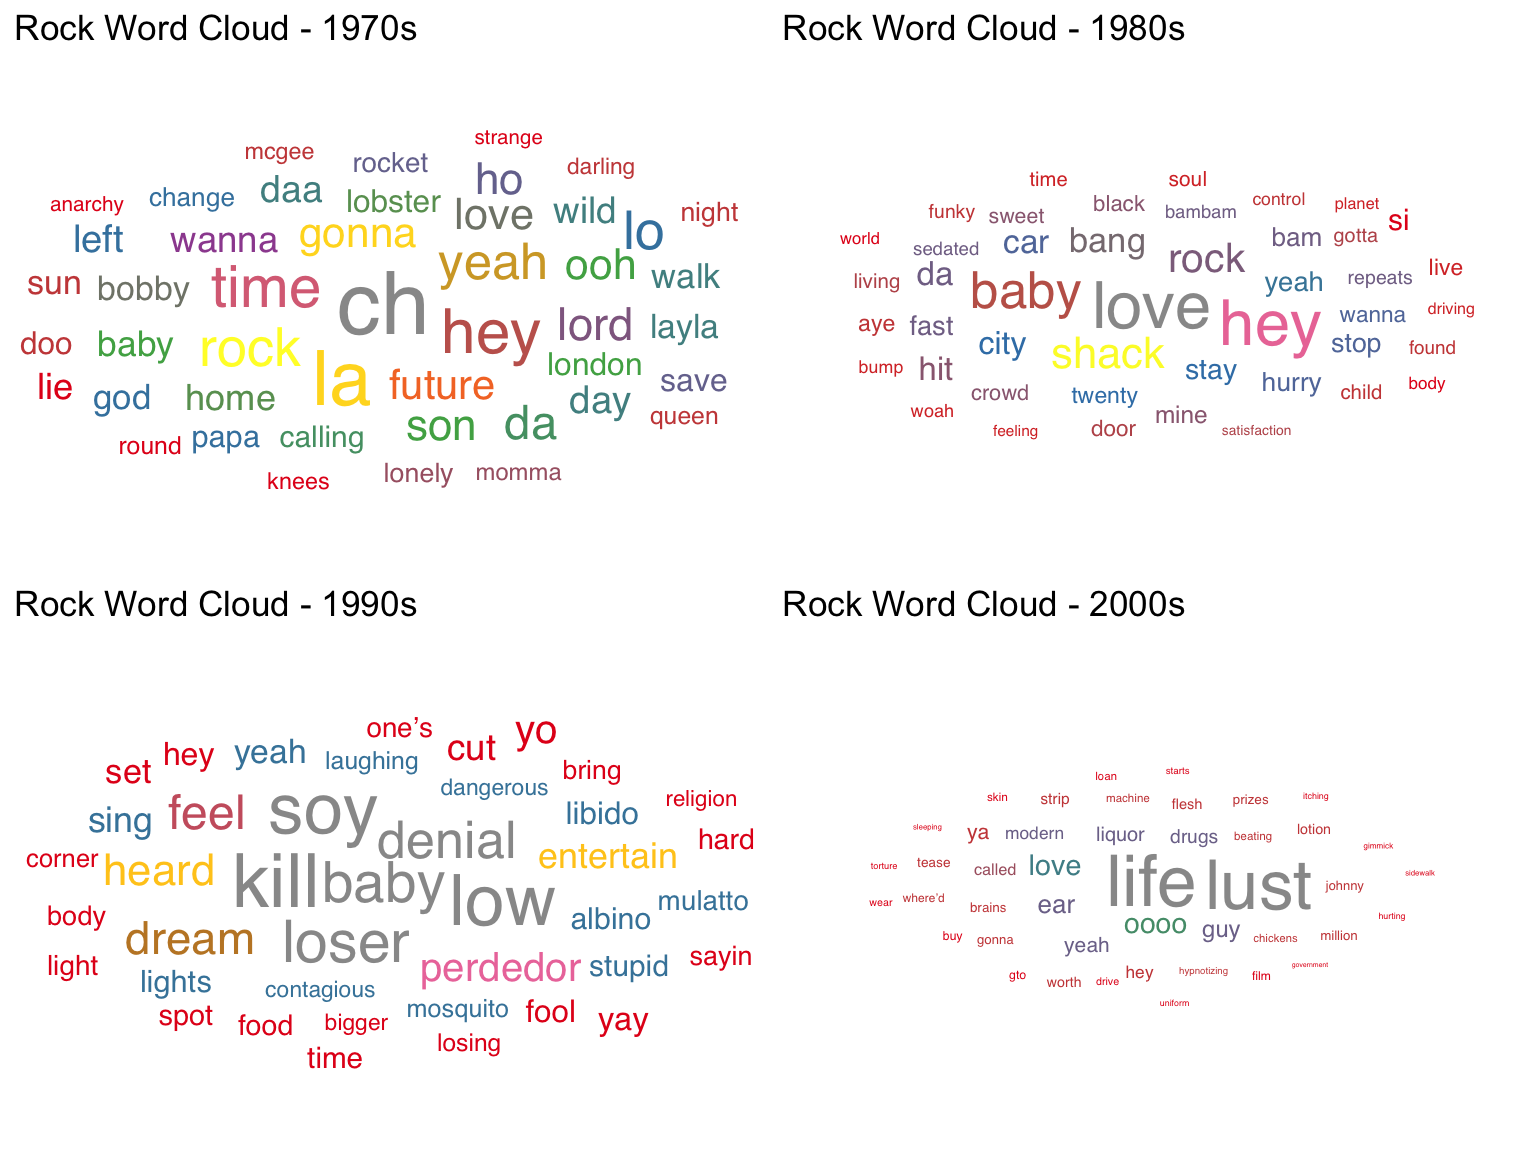 Rock Word Cloud - 1970s
strange
mcgee rocket darling
anarchy change daa lobster ho
left wanna gonna love wild lo night
sun bobby time ch yeah ooh walk
doo baby rock hey lord layla
lie god home la future london save
son da day queen
round papa calling
knees lonely momma
Rock Word Cloud - 1980s
time soul
funky sweet black bambam control planet
world sedated car bang rock bam gotta si
living da baby love hey yeah repeats live
aye fast wanna driving
city shack stop found
bump hit stay hurry child body
woah crowd twenty mine
feeling door satisfaction
Rock Word Cloud - 1990s
one's cut yo
set hey yeah laughing bring
sing feel soy dangerous libido religion
denial hard
corner heard kill baby low entertain
body albino mulatto
dream loser
light perdedor stupid sayin
lights contagious mosquito
spot food bigger fool yay
time losing
Rock Word Cloud - 2000s
loan starts
skin strip machine flesh prizes itching
sleeping ya modern liquor drugs beating lotion
gimmick
torture tease called love life lust johnny sidewalk
wear where'd brains ear hurting
buy gonna yeah oooo guy chickens million
gto worth drive hey hypnotizing film government
uniform